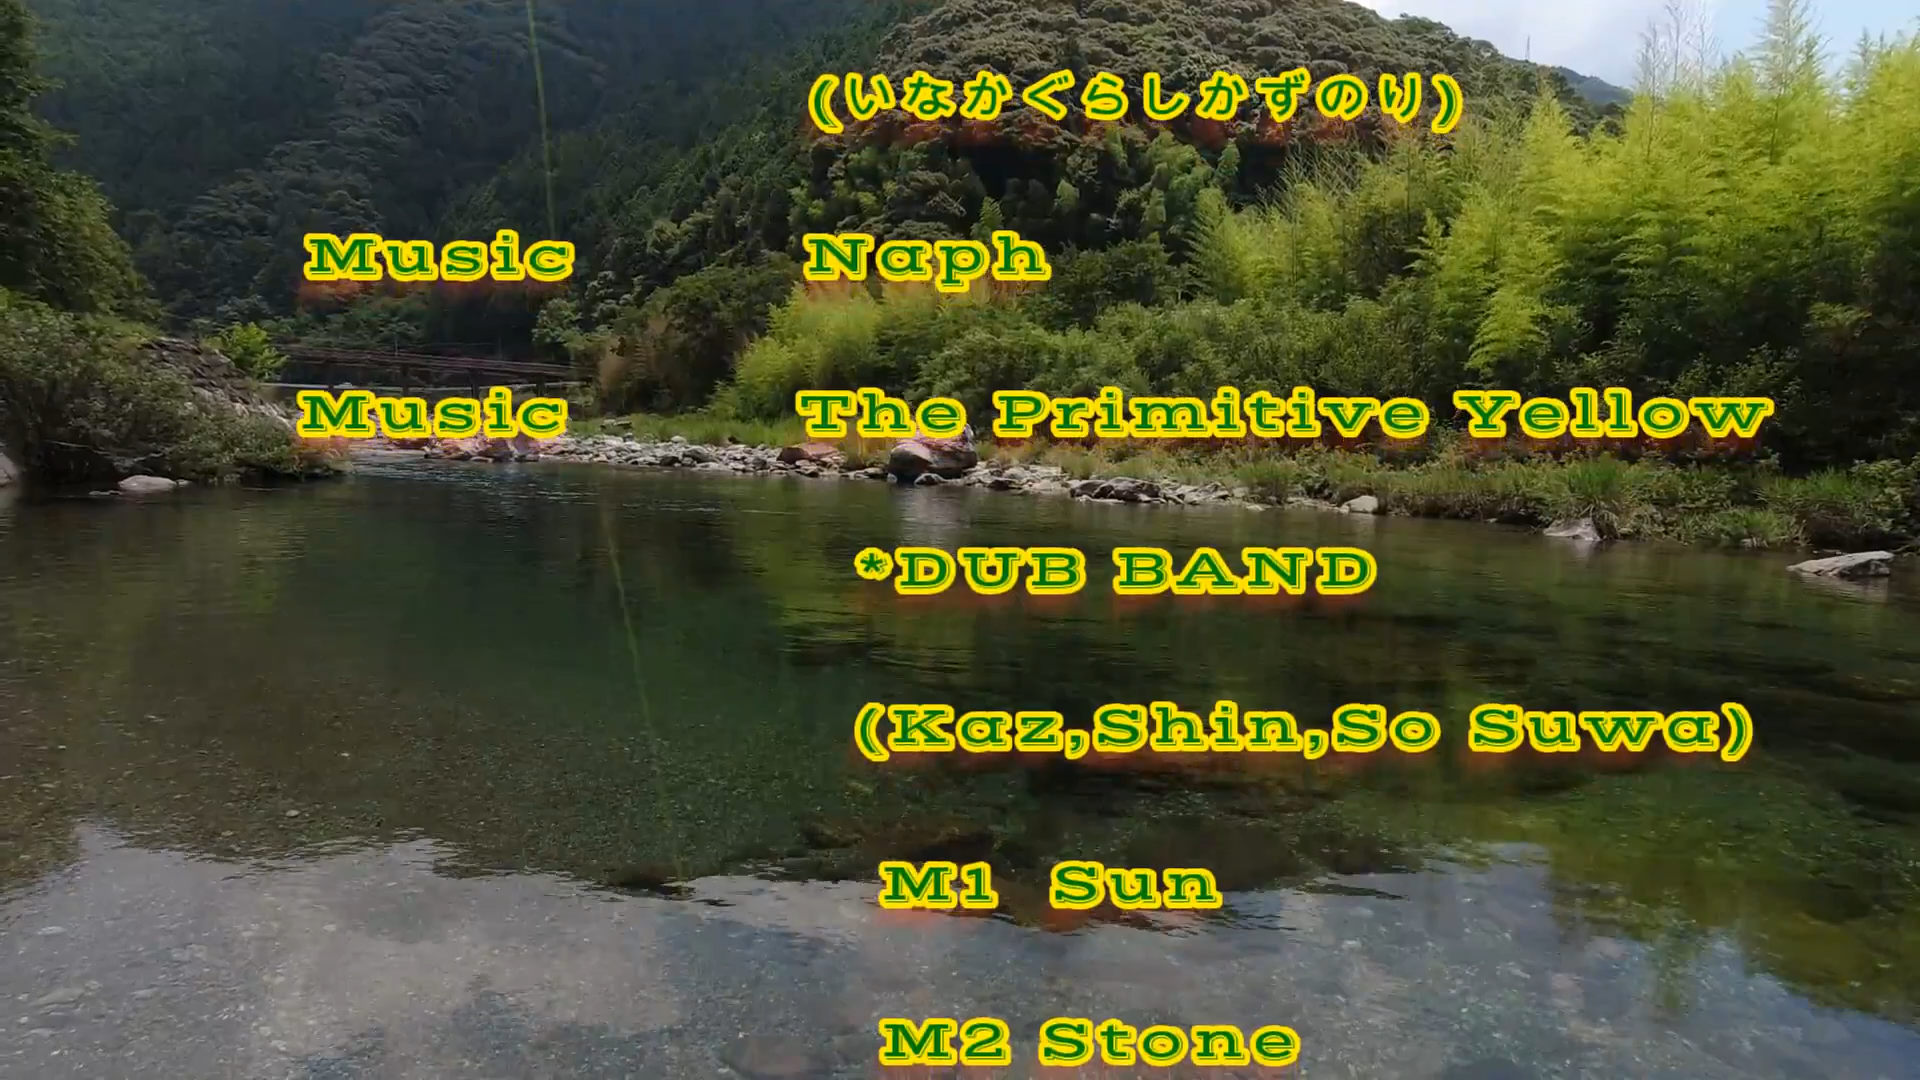 (いなかぐらしかずのり)
Music Naph
Music The Primitive Yellow
*DUB BAND
(Kaz,Shin,So Suwa)
M1 Sun
M2 Stone